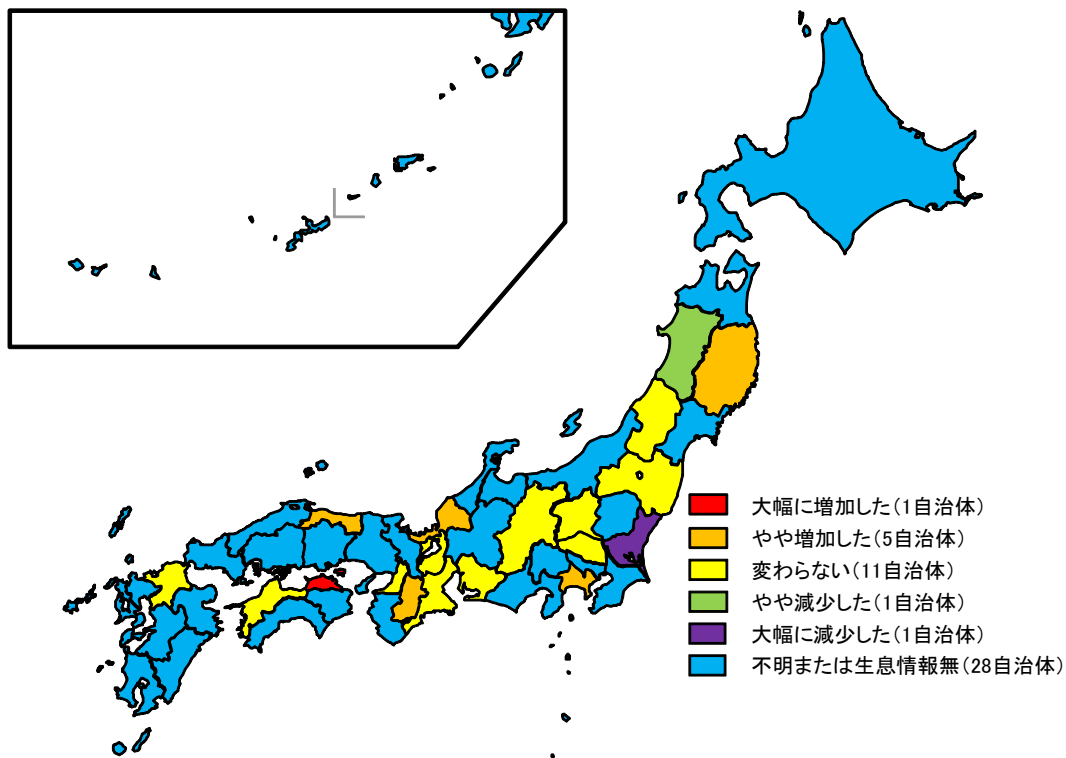 大幅に増加した(1自治体)
やや増加した(5自治体)
変わらない(11自治体)
やや減少した(1自治体)
大幅に減少した(1自治体)
不明または生息情報無(28自治体)